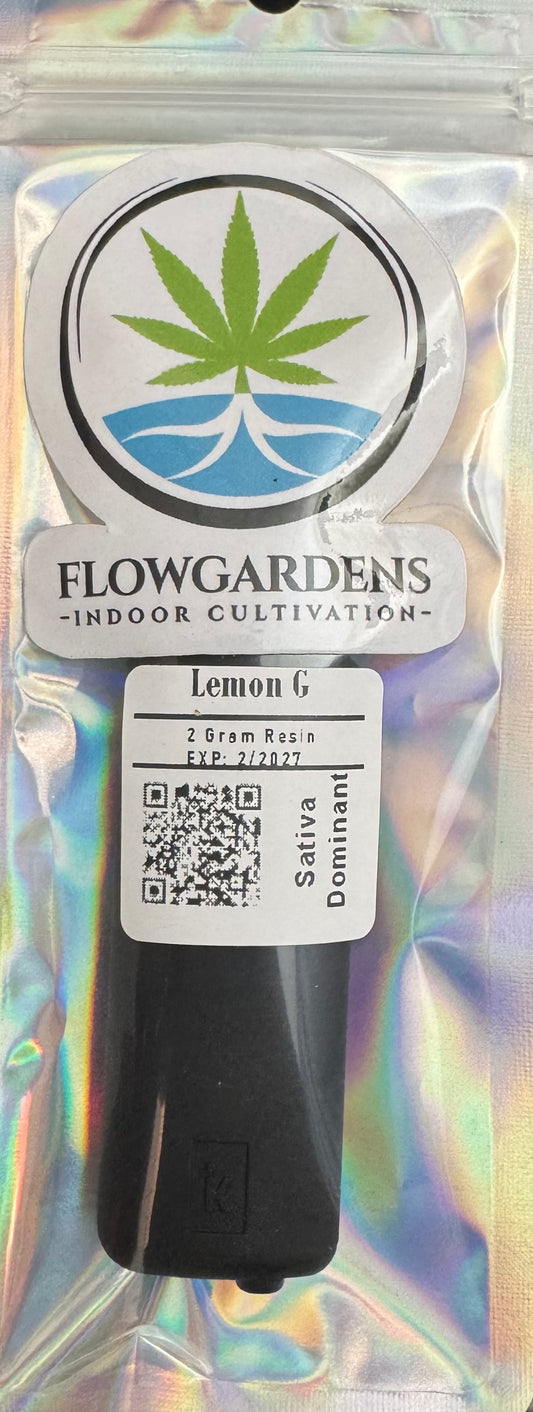 FLOWGARDENS
-INDOOR CULTIVATION-
Lemon G
2 Gram Resin
EXP: 2/2027
Sativa
Dominant
k